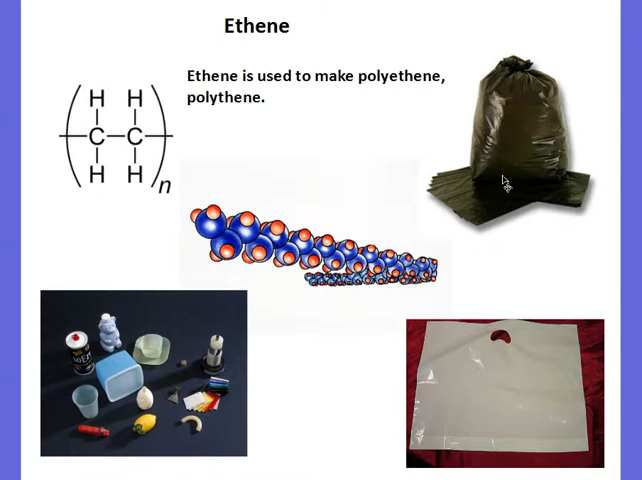 Ethene
Ethene is used to make polyethene,
polythene.
H H
C C
H H
n